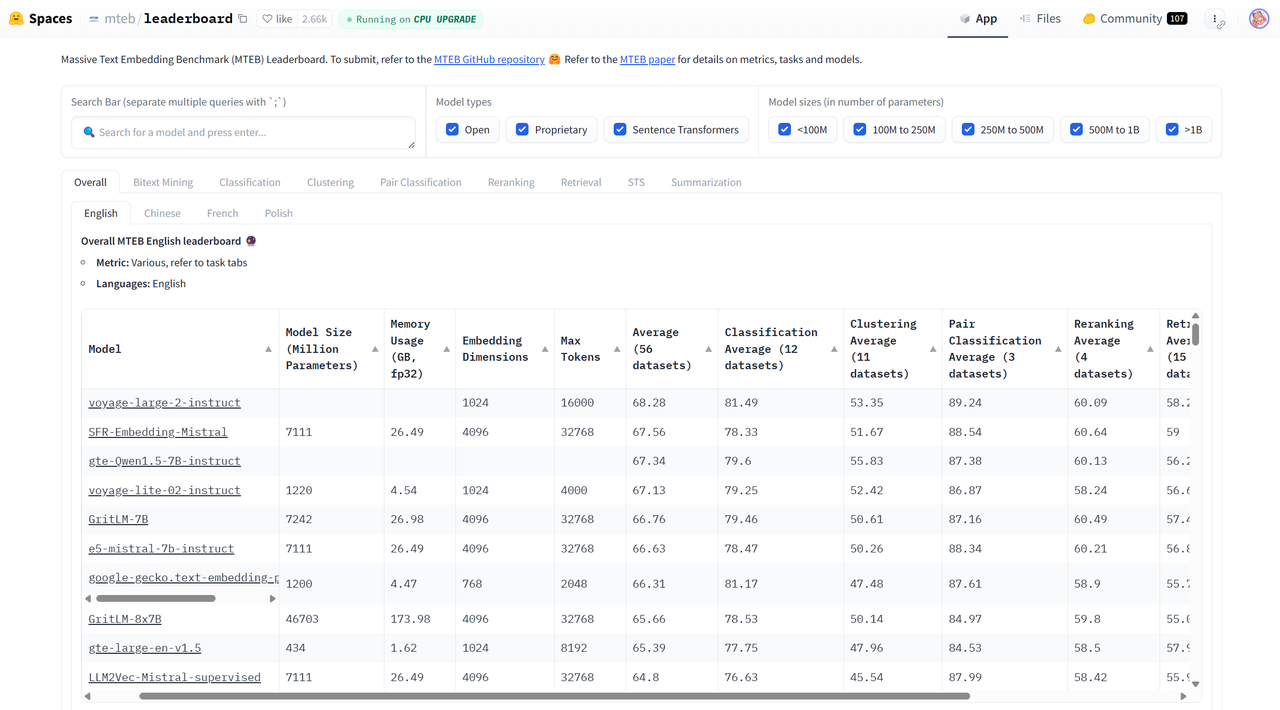 Spaces mteb/leaderboard like 2.66k Running on CPU UPGRADE App Files Community 107
Massive Text Embedding Benchmark (MTEB) Leaderboard. To submit, refer to the MTEB GitHub repository 🤗 Refer to the MTEB paper for details on metrics, tasks and models.
Search Bar (separate multiple queries with `;`)
🔍 Search for a model and press enter...
Model types
Open Proprietary Sentence Transformers
Model sizes (in number of parameters)
<100M 100M to 250M 250M to 500M 500M to 1B >1B
Overall Bitext Mining Classification Clustering Pair Classification Reranking Retrieval STS Summarization
English Chinese French Polish
Overall MTEB English leaderboard 🔮
Metric: Various, refer to task tabs
Languages: English
Model Model Size (Million Parameters) Memory Usage (GB, fp32) Embedding Dimensions Max Tokens Average (56 datasets) Classification Average (12 datasets) Clustering Average (11 datasets) Pair Classification Average (3 datasets) Reranking Average (4 datasets) (15
voyage-large-2-instruct 1024 16000 68.28 81.49 53.35 89.24 60.09 58.2
SFR-Embedding-Mistral 7111 26.49 4096 32768 67.56 78.33 51.67 88.54 60.64 59
gte-Qwen1.5-7B-instruct 67.34 79.6 55.83 87.38 60.13 56.2
voyage-lite-02-instruct 1220 4.54 1024 4000 67.13 79.25 52.42 86.87 58.24 56.6
GritLM-7B 7242 26.98 4096 32768 66.76 79.46 50.61 87.16 60.49 57.4
e5-mistral-7b-instruct 7111 26.49 4096 32768 66.63 78.47 50.26 88.34 60.21 56.8
google-gecko.text-embedding-p 1200 4.47 768 2048 66.31 81.17 47.48 87.61 58.9 55.7
GritLM-8x7B 46703 173.98 4096 32768 65.66 78.53 50.14 84.97 59.8 55.0
gte-large-en-v1.5 434 1.62 1024 8192 65.39 77.75 47.96 84.53 58.5 57.9
LLM2Vec-Mistral-supervised 7111 26.49 4096 32768 64.8 76.63 45.54 87.99 58.42 55.9